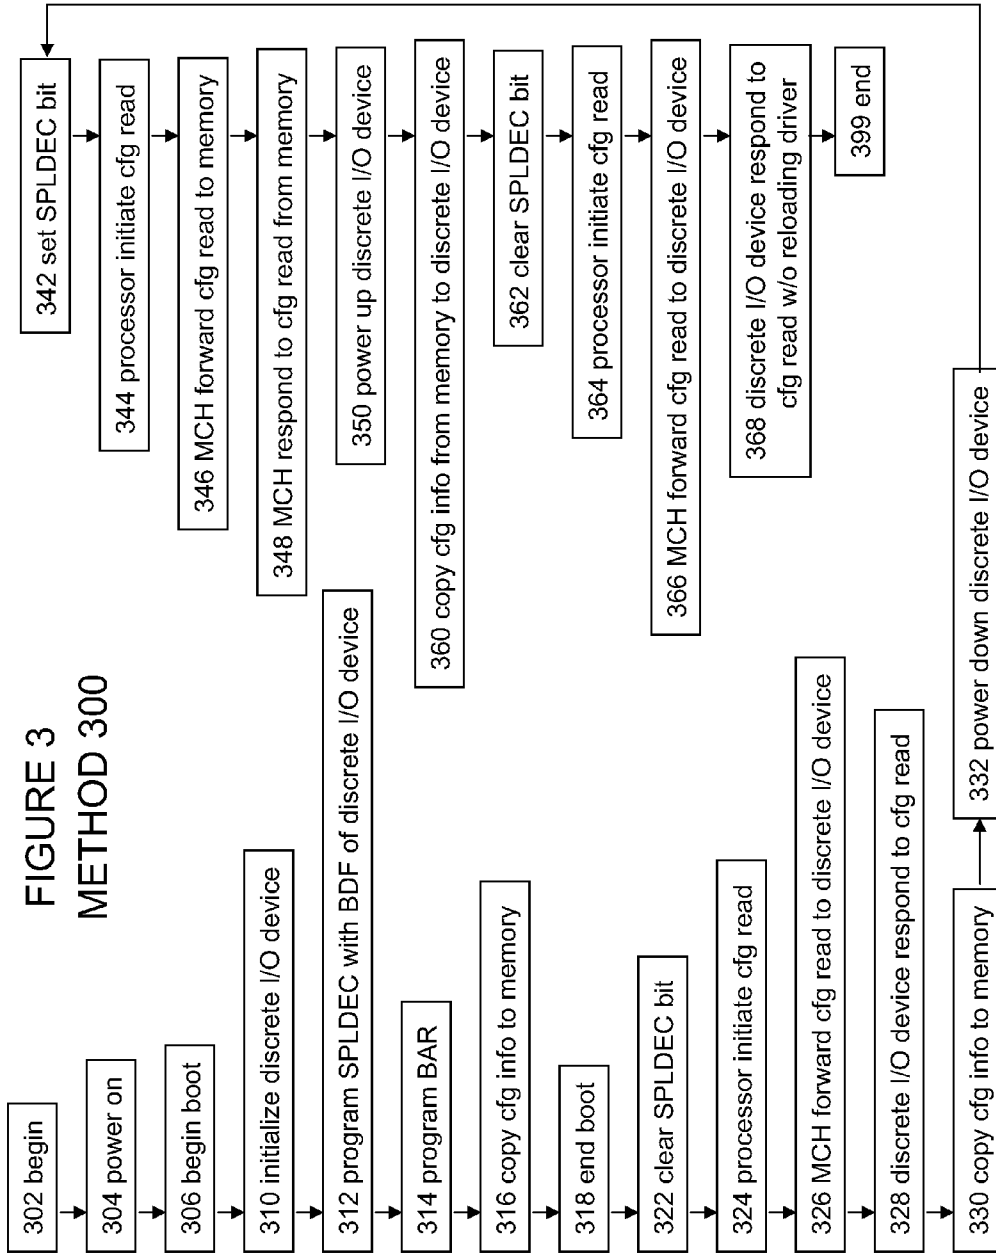 FIGURE 3
METHOD 300
302 begin
304 power on
306 begin boot
310 initialize discrete I/O device
312 program SPLDEC with BDF of discrete I/O device
314 program BAR
316 copy cfg info to memory
318 end boot
322 clear SPLDEC bit
324 processor initiate cfg read
326 MCH forward cfg read to discrete I/O device
328 discrete I/O device respond to cfg read
330 copy cfg info to memory
332 power down discrete I/O device
342 set SPLDEC bit
344 processor initiate cfg read
346 MCH forward cfg read to memory
348 MCH respond to cfg read from memory
350 power up discrete I/O device
360 copy cfg info from memory to discrete I/O device
362 clear SPLDEC bit
364 processor initiate cfg read
366 MCH forward cfg read to discrete I/O device
368 discrete I/O device respond to
cfg read w/o reloading driver
399 end